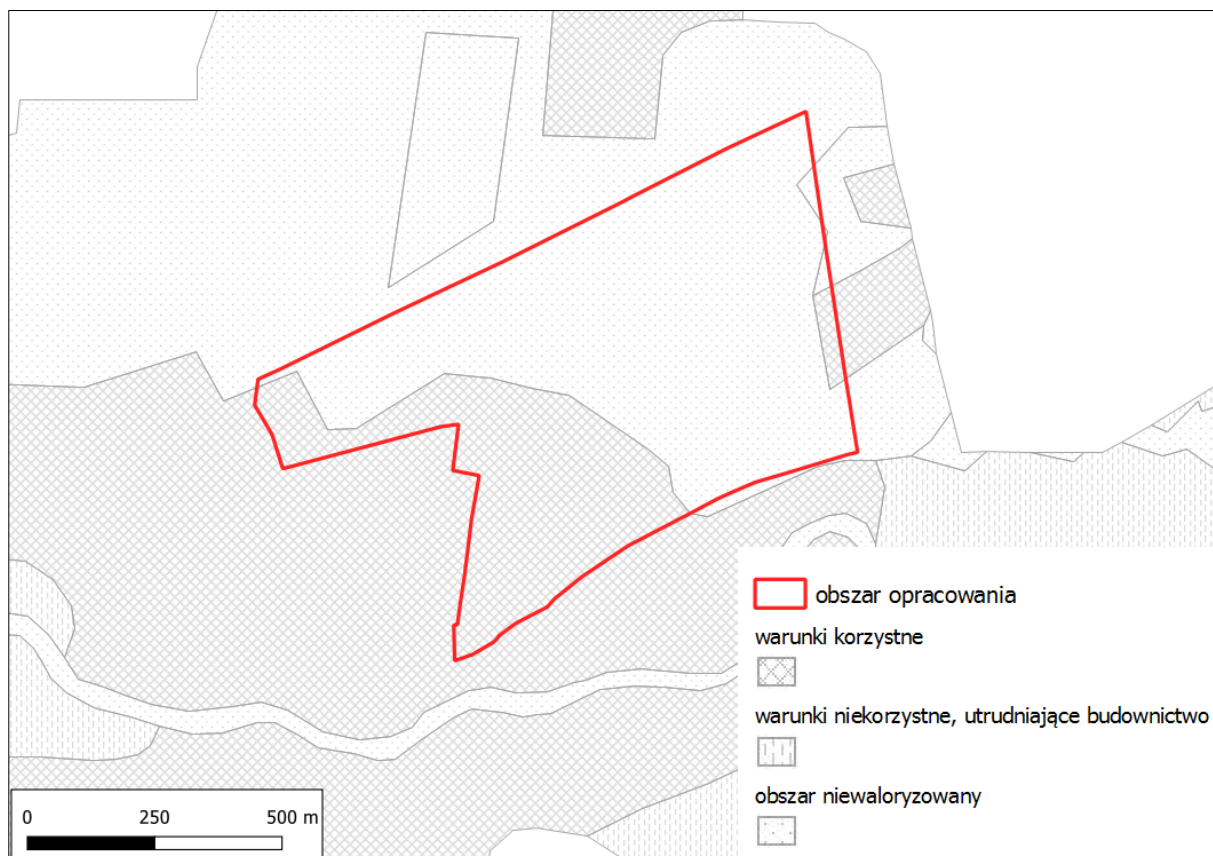 obszar opracowania
warunki korzystne
warunki niekorzystne, utrudniające budownictwo
obszar niewaloryzowany
0 250 500 m